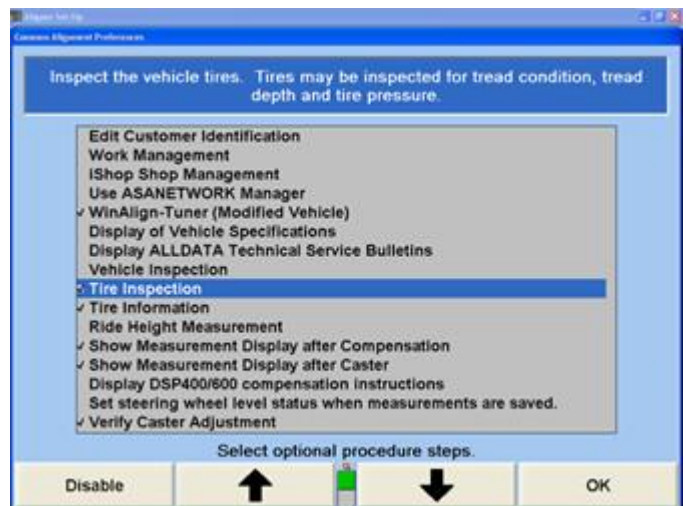 Common Alignment Preferences
Inspect the vehicle tires. Tires may be inspected for tread condition, tread
depth and tire pressure.
Edit Customer Identification
Work Management
iShop Shop Management
Use ASANETWORK Manager
WinAlign-Tuner (Modified Vehicle)
Display of Vehicle Specifications
Display ALLDATA Technical Service Bulletins
Vehicle Inspection
Tire Inspection
Tire Information
Ride Height Measurement
Show Measurement Display after Compensation
Show Measurement Display after Caster
Display DSP400/600 compensation instructions
Set steering wheel level status when measurements are saved.
Verify Caster Adjustment
Select optional procedure steps.
Disable
OK